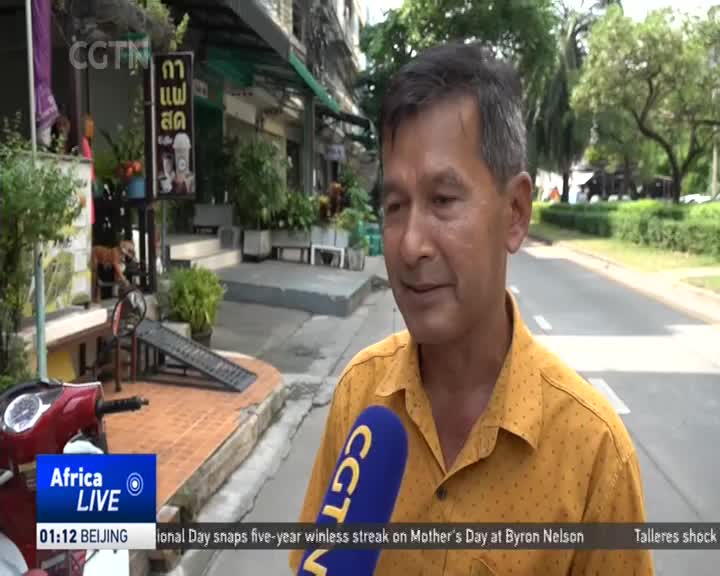 CGTN
กา
แฟ
สด
CGTN
Africa
LIVE
01:12 BEIJING
ional Day snaps five-year winless streak on Mother's Day at Byron Nelson Talleres shock